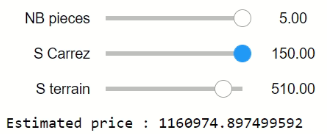 NB pieces 5.00
S Carrez 150.00
S terrain 510.00
Estimated price : 1160974.897499592